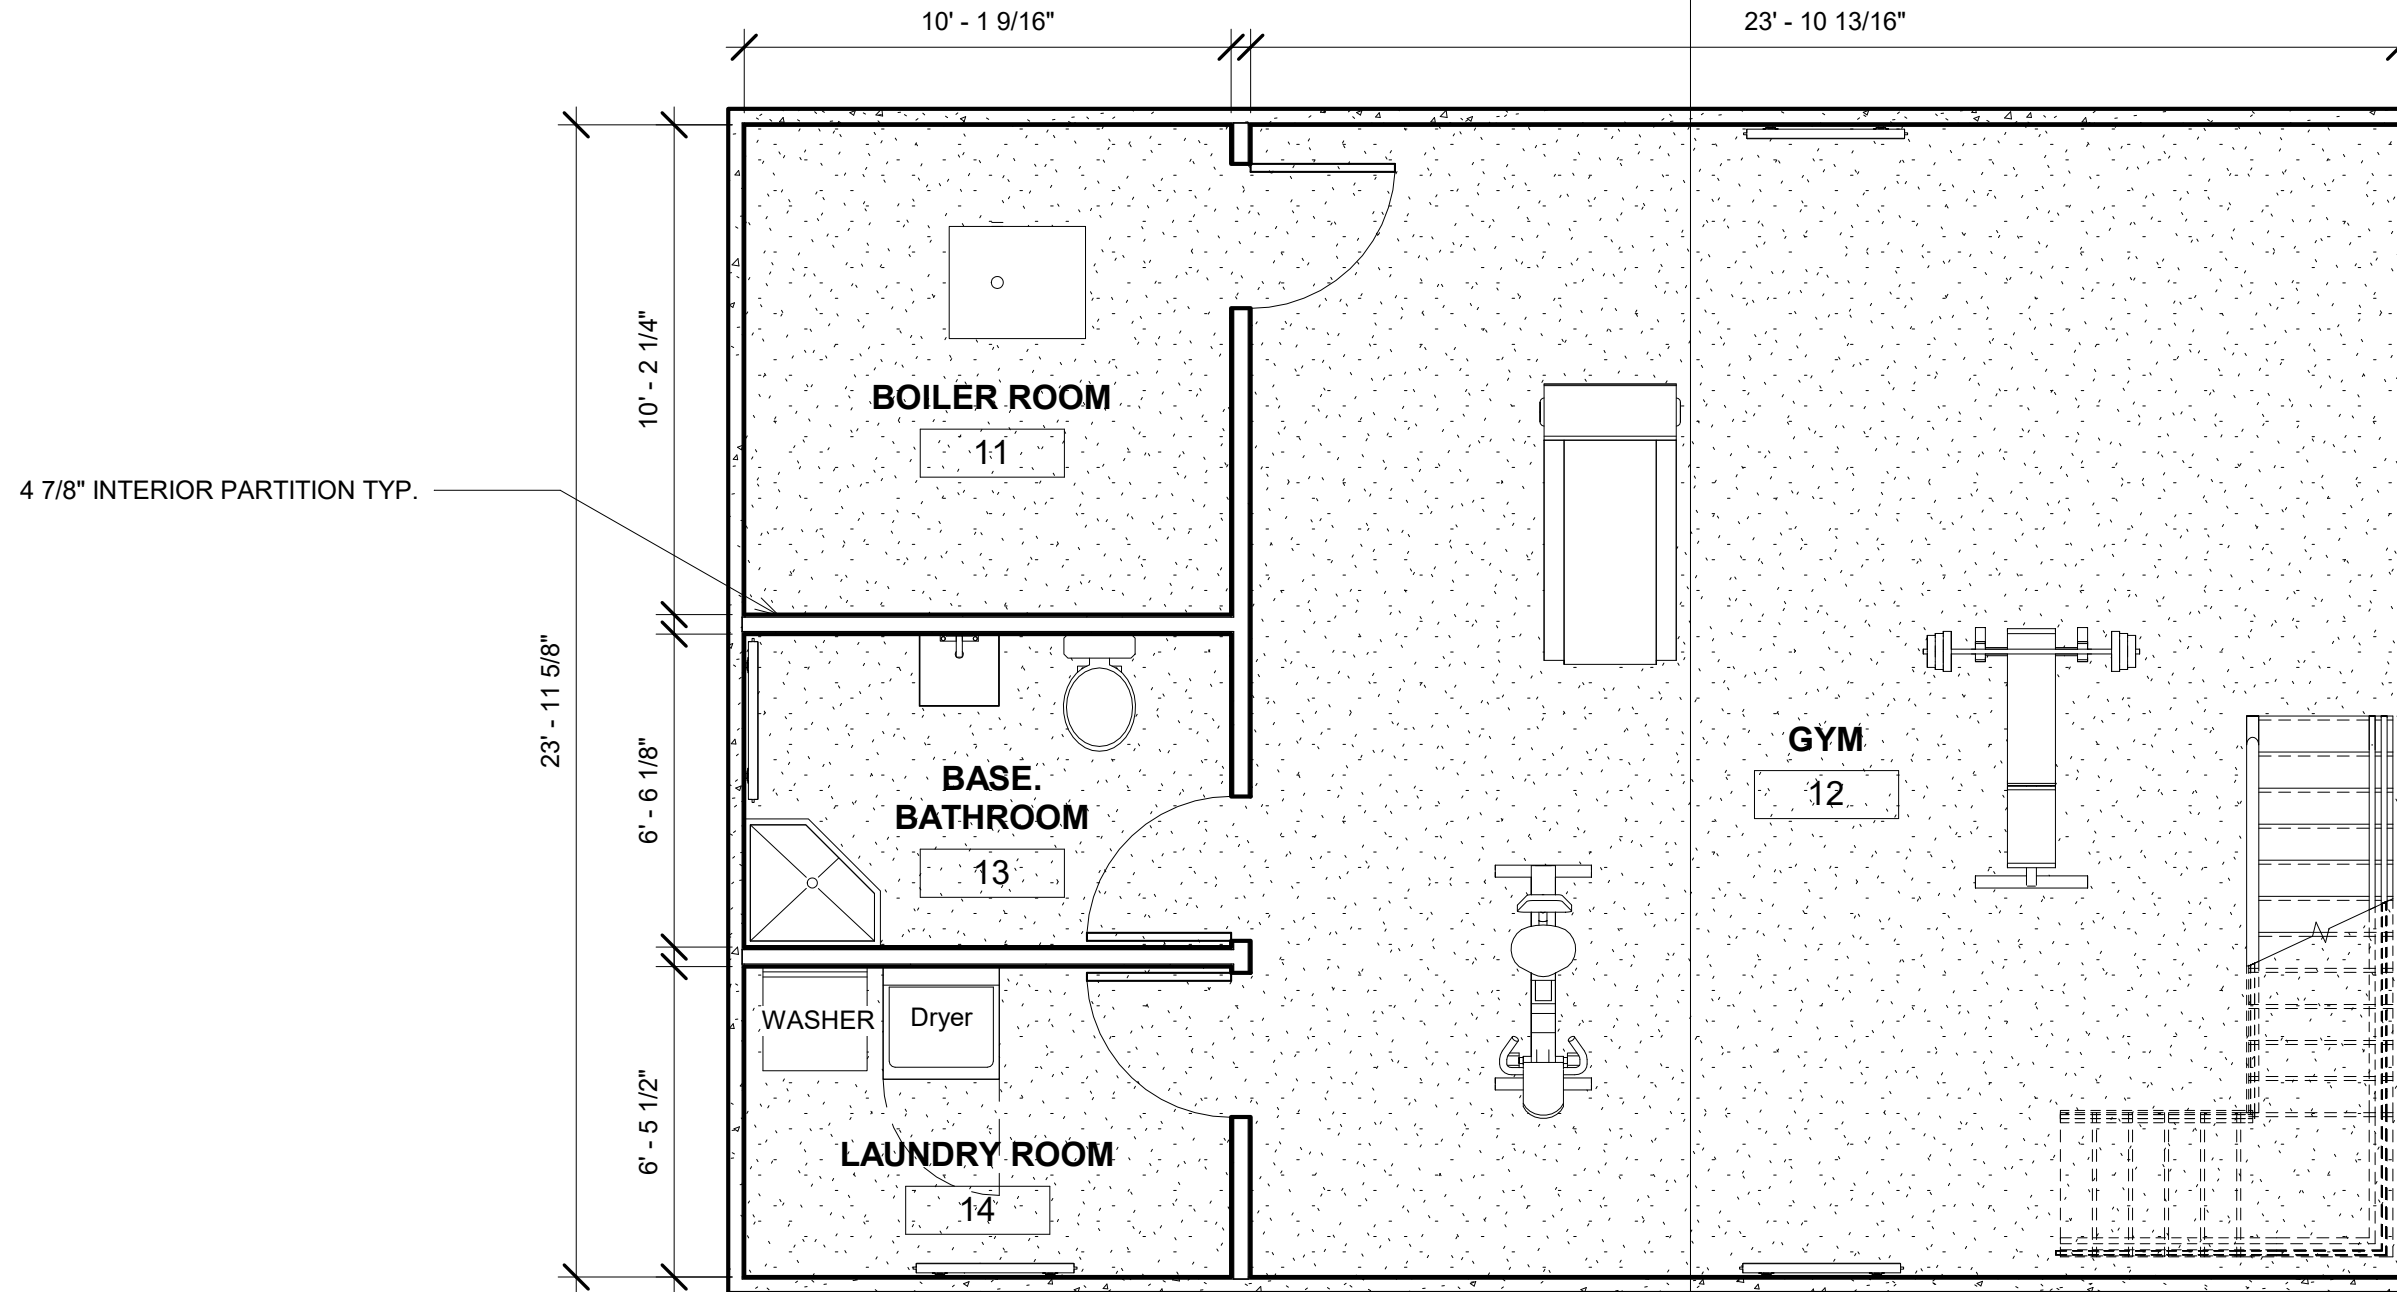 10' - 1 9/16"
23' - 10 13/16"
10' - 2 1/4"
BOILER ROOM
11
4 7/8" INTERIOR PARTITION TYP.
23' - 11 5/8"
6' - 6 1/8"
GYM
12
BASE.
BATHROOM
13
WASHER
Dryer
6' - 5 1/2"
LAUNDRY ROOM
14